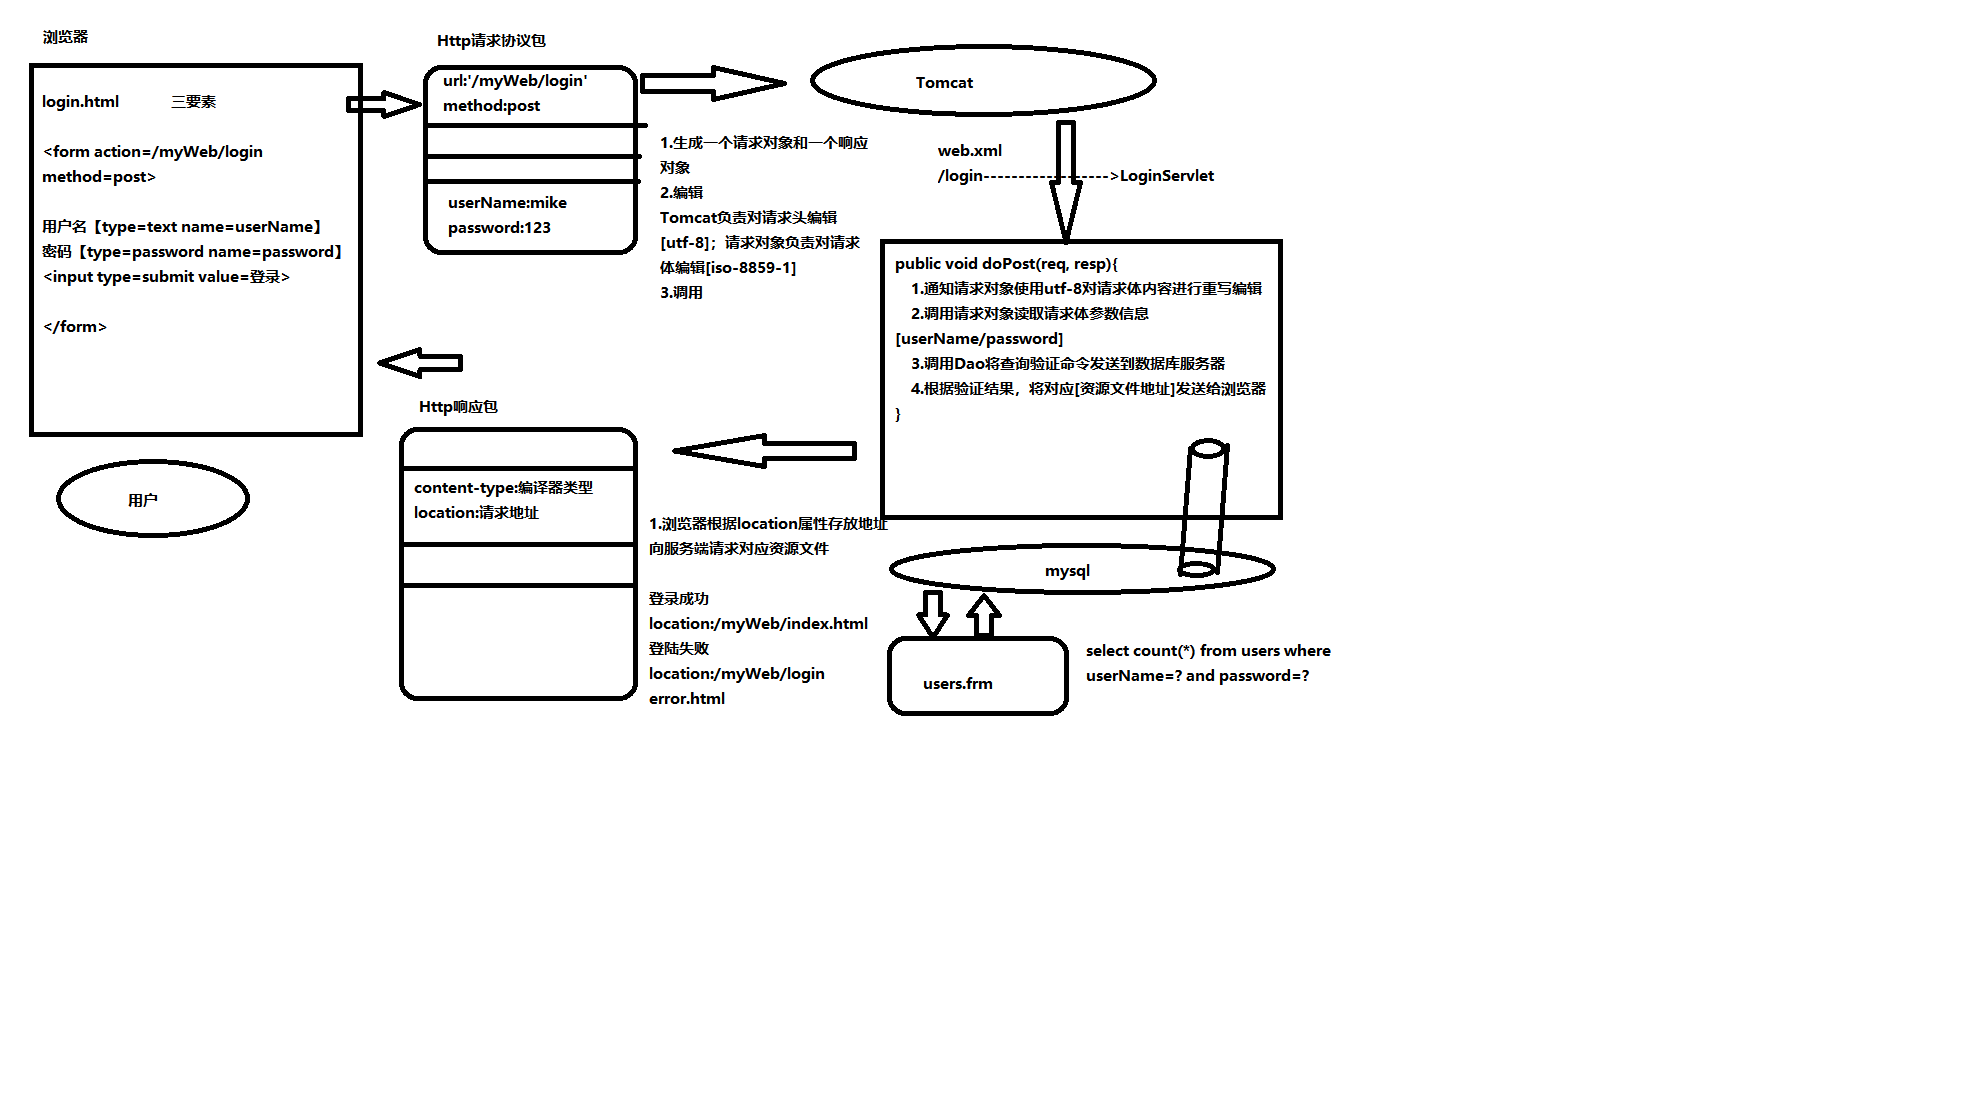 浏览器
login.html 三要素
<form action=/myWeb/login
method=post>
用户名【type=text name=userName】
密码【type=password name=password】
<input type=submit value=登录>
</form>
用户
Http请求协议包
url:'/myWeb/login'
method:post
userName:mike
password:123
1.生成一个请求对象和一个响应
对象
2.编辑
Tomcat负责对请求头编辑
[utf-8]；请求对象负责对请求
体编辑[iso-8859-1]
3.调用
Tomcat
web.xml
/login------------------>LoginServlet
public void doPost(req, resp){
1.通知请求对象使用utf-8对请求体内容进行重写编辑
2.调用请求对象读取请求体参数信息
[userName/password]
3.调用Dao将查询验证命令发送到数据库服务器
4.根据验证结果，将对应[资源文件地址]发送给浏览器
}
mysql
users.frm
select count(*) from users where
userName=? and password=?
Http响应包
content-type:编译器类型
location:请求地址
1.浏览器根据location属性存放地址
向服务端请求对应资源文件
登录成功
location:/myWeb/index.html
登陆失败
location:/myWeb/login
error.html